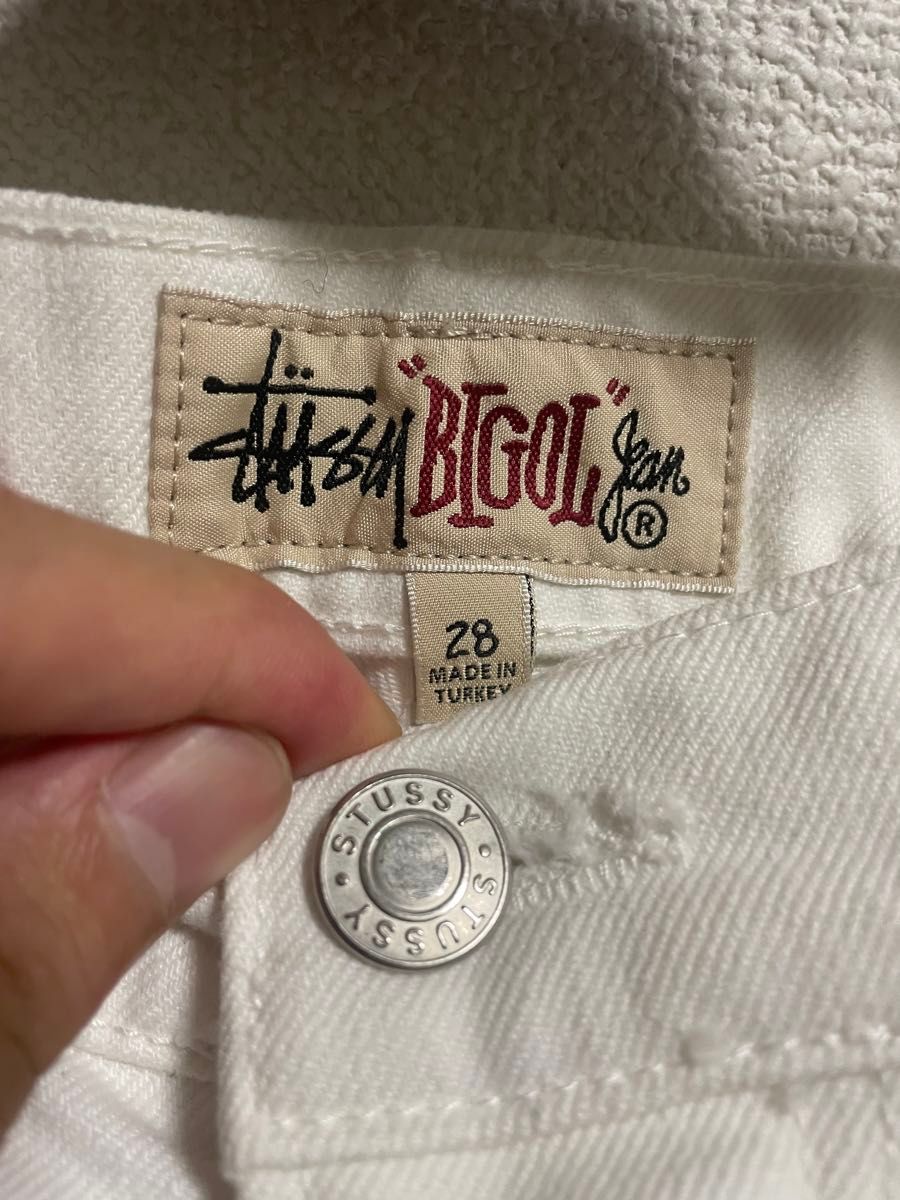 Stüssy "BIGOL" Jean®
28
MADE IN
TURKEY
STUSSY • STUSSY •